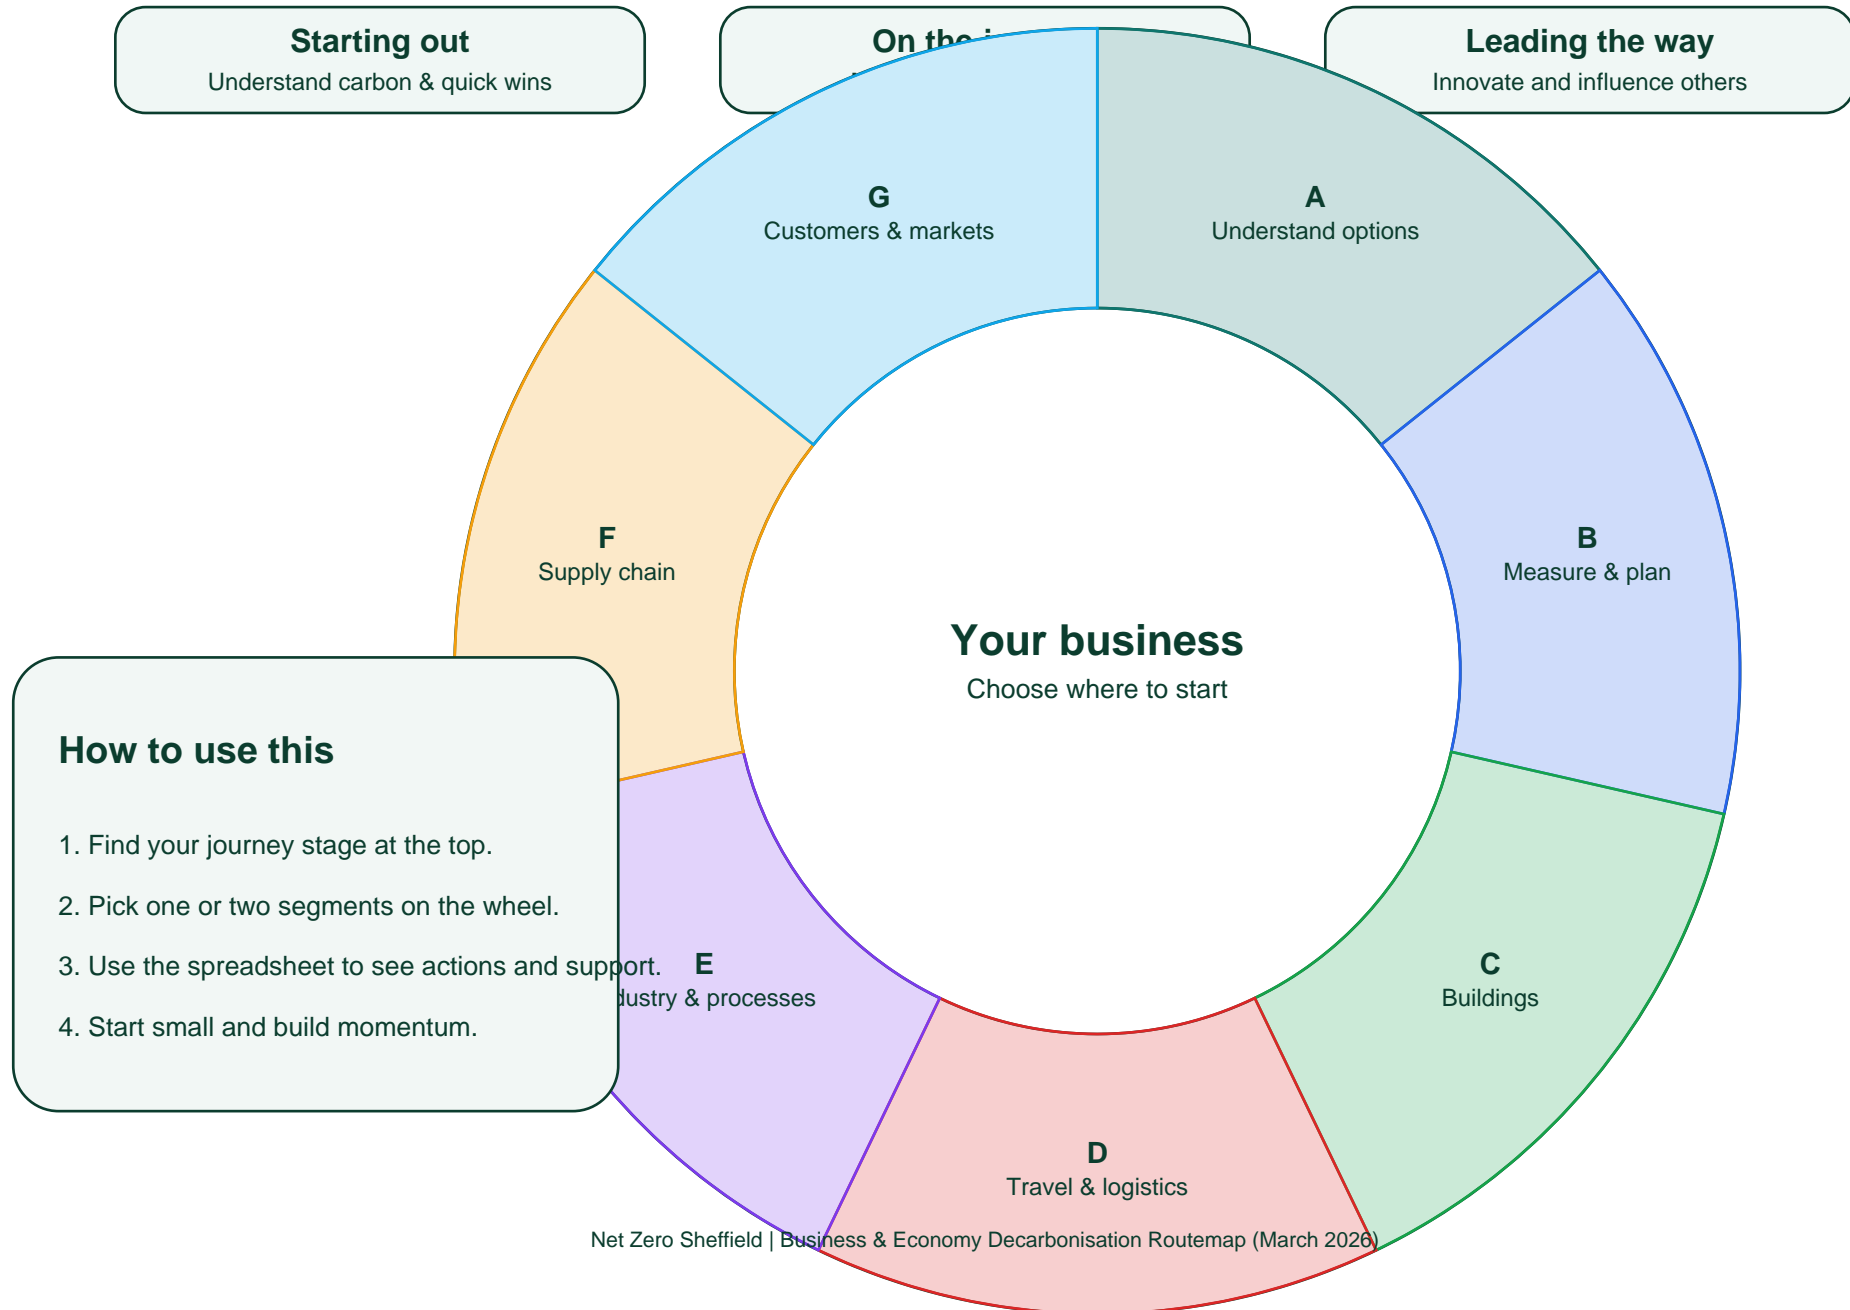 Starting out
Understand carbon & quick wins
On the
Leading the way
Innovate and influence others
G
Customers & markets
A
Understand options
F
Supply chain
B
Measure & plan
Your business
Choose where to start
How to use this
1. Find your journey stage at the top.
2. Pick one or two segments on the wheel.
3. Use the spreadsheet to see actions and support.
4. Start small and build momentum.
E
dustry & processes
C
Buildings
D
Travel & logistics
Net Zero Sheffield | Business & Economy Decarbonisation Routemap (March 2026)